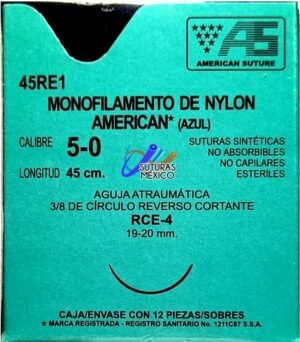 AS
AMERICAN SUTURE
45RE1
MONOFILAMENTO DE NYLON
AMERICAN* (AZUL)
CALIBRE 5-0
LONGITUD 45 cm.
SUTURAS SINTÉTICAS
NO ABSORBIBLES
NO CAPILARES
ESTERILES
SUTURAS
MÉXICO
AGUJA ATRAUMÁTICA
3/8 DE CÍRCULO REVERSO CORTANTE
RCE-4
19-20 mm.
CAJA/ENVASE CON 12 PIEZAS/SOBRES
* MARCA REGISTRADA - REGISTRO SANITARIO No. 1211C87 S.S.A.